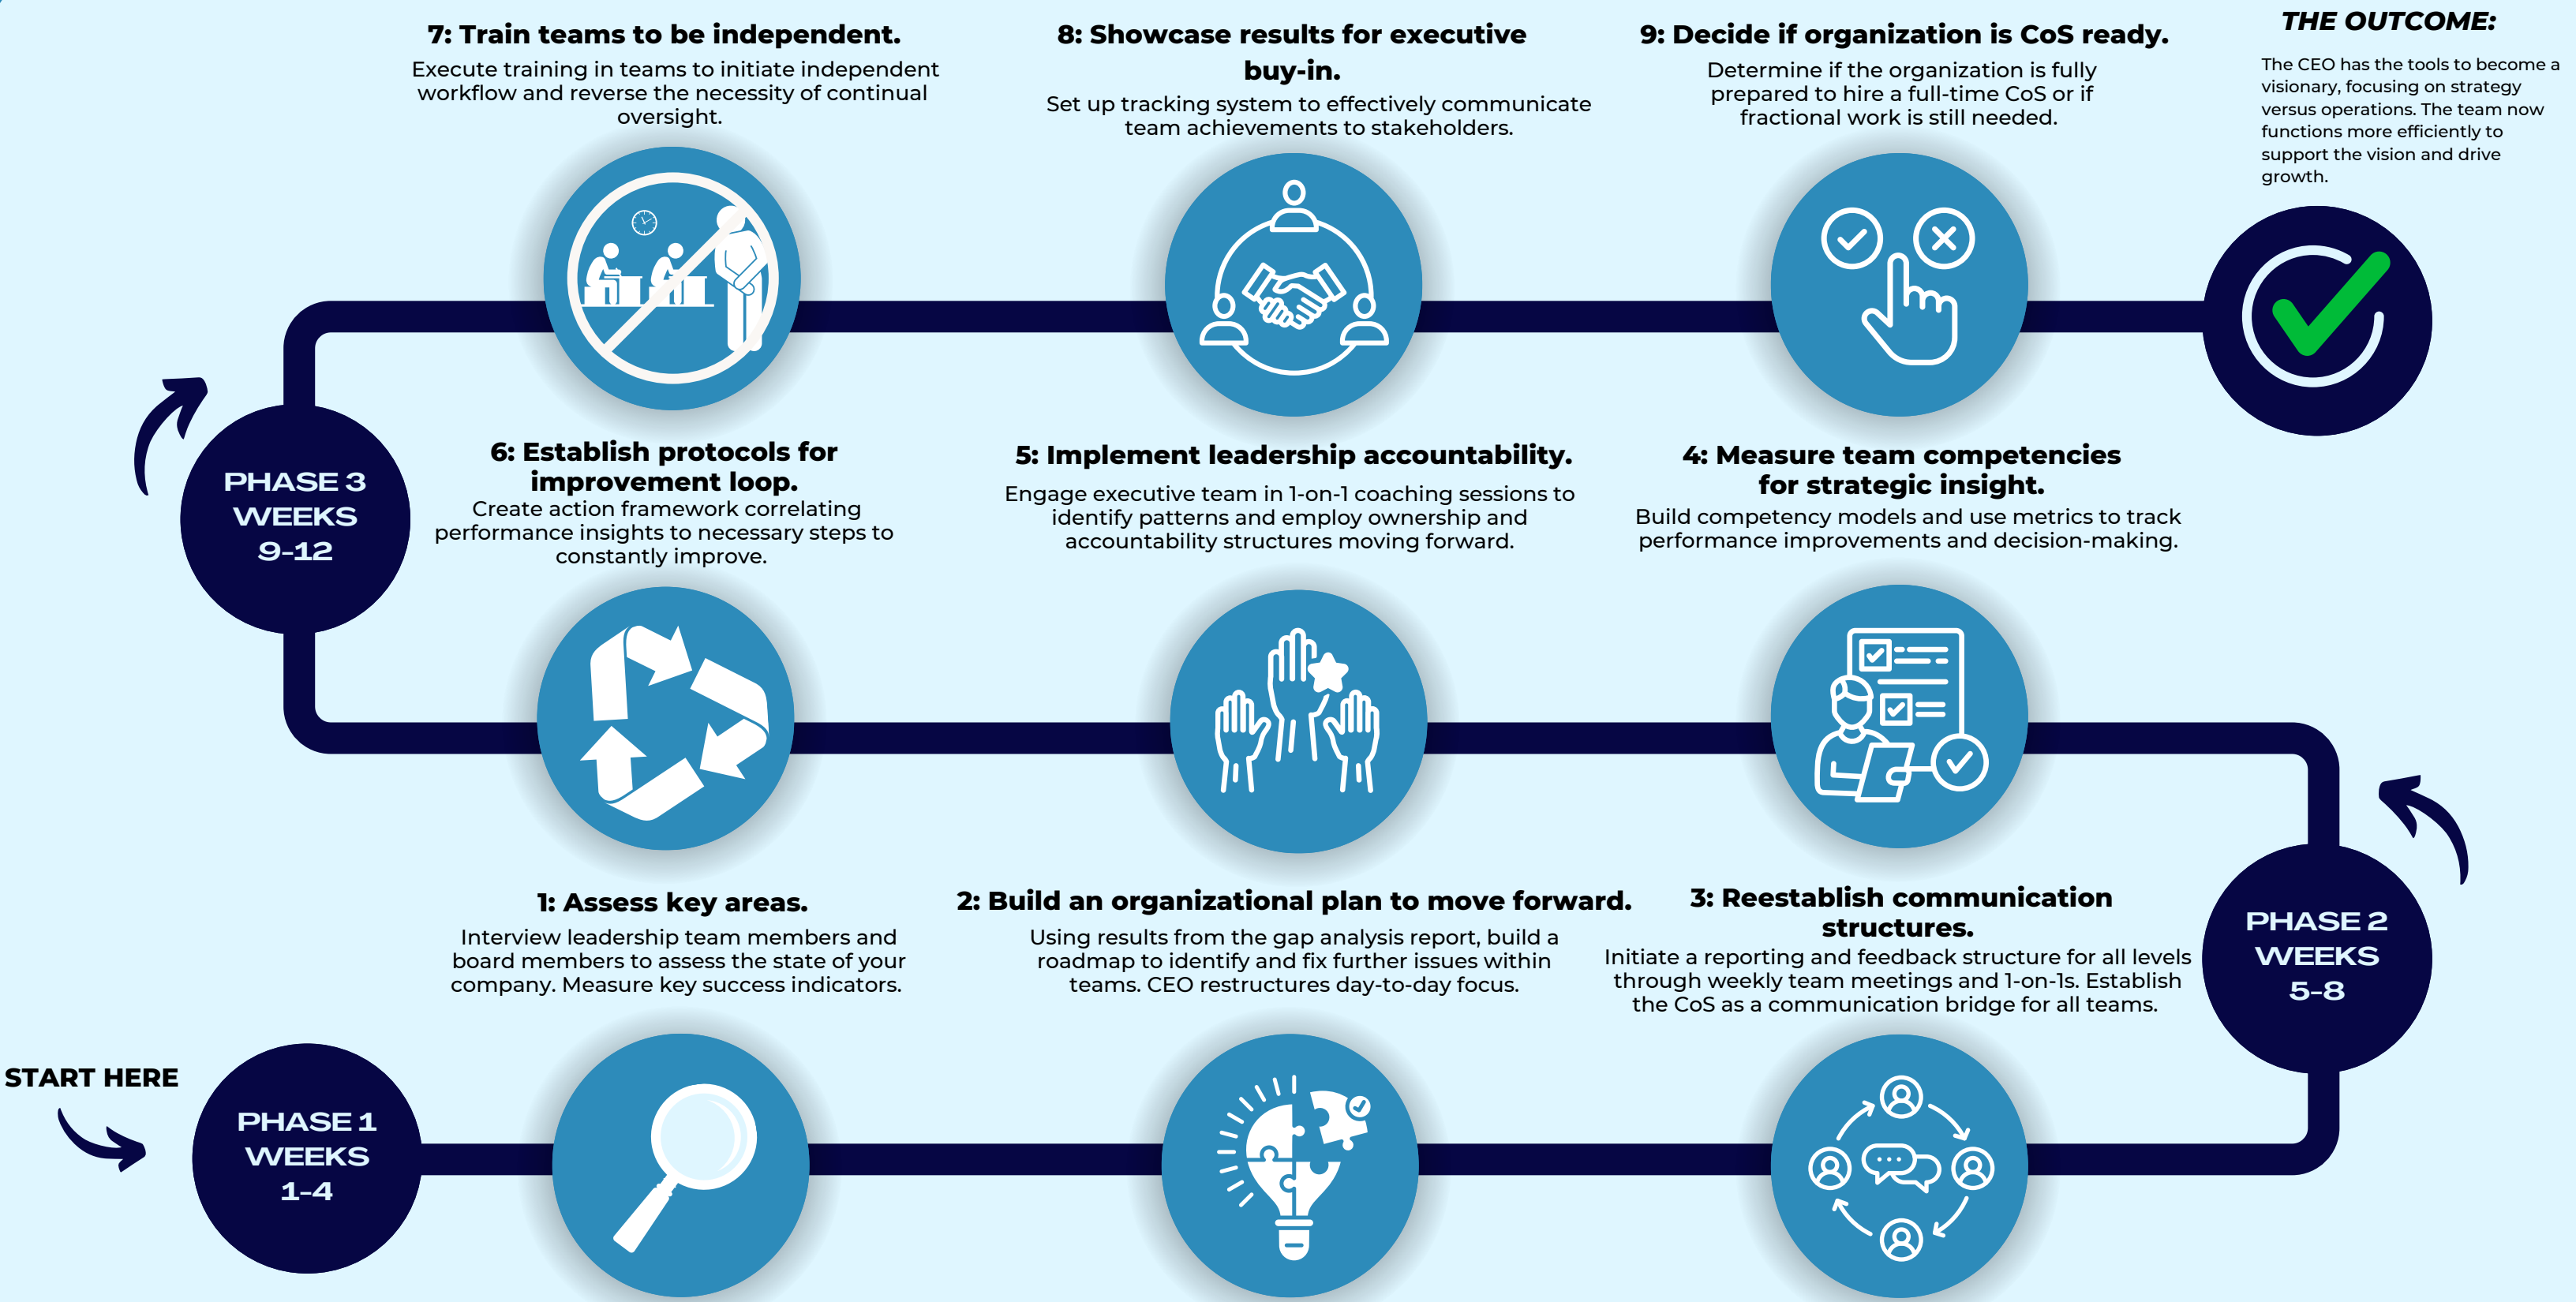 7: Train teams to be independent.
Execute training in teams to initiate independent
workflow and reverse the necessity of continual
oversight.
8: Showcase results for executive
buy-in.
Set up tracking system to effectively communicate
team achievements to stakeholders.
9: Decide if organization is CoS ready.
Determine if the organization is fully
prepared to hire a full-time CoS or if
fractional work is still needed.
THE OUTCOME:
The CEO has the tools to become a
visionary, focusing on strategy
versus operations. The team now
functions more efficiently to
support the vision and drive
growth.
PHASE 3
WEEKS
9-12
6: Establish protocols for
improvement loop.
Create action framework correlating
performance insights to necessary steps to
constantly improve.
5: Implement leadership accountability.
Engage executive team in 1-on-1 coaching sessions to
identify patterns and employ ownership and
accountability structures moving forward.
4: Measure team competencies
for strategic insight.
Build competency models and use metrics to track
performance improvements and decision-making.
1: Assess key areas.
Interview leadership team members and
board members to assess the state of your
company. Measure key success indicators.
2: Build an organizational plan to move forward.
Using results from the gap analysis report, build a
roadmap to identify and fix further issues within
teams. CEO restructures day-to-day focus.
3: Reestablish communication
structures.
Initiate a reporting and feedback structure for all levels
through weekly team meetings and 1-on-1s. Establish
the CoS as a communication bridge for all teams.
PHASE 2
WEEKS
5-8
START HERE
PHASE 1
WEEKS
1-4